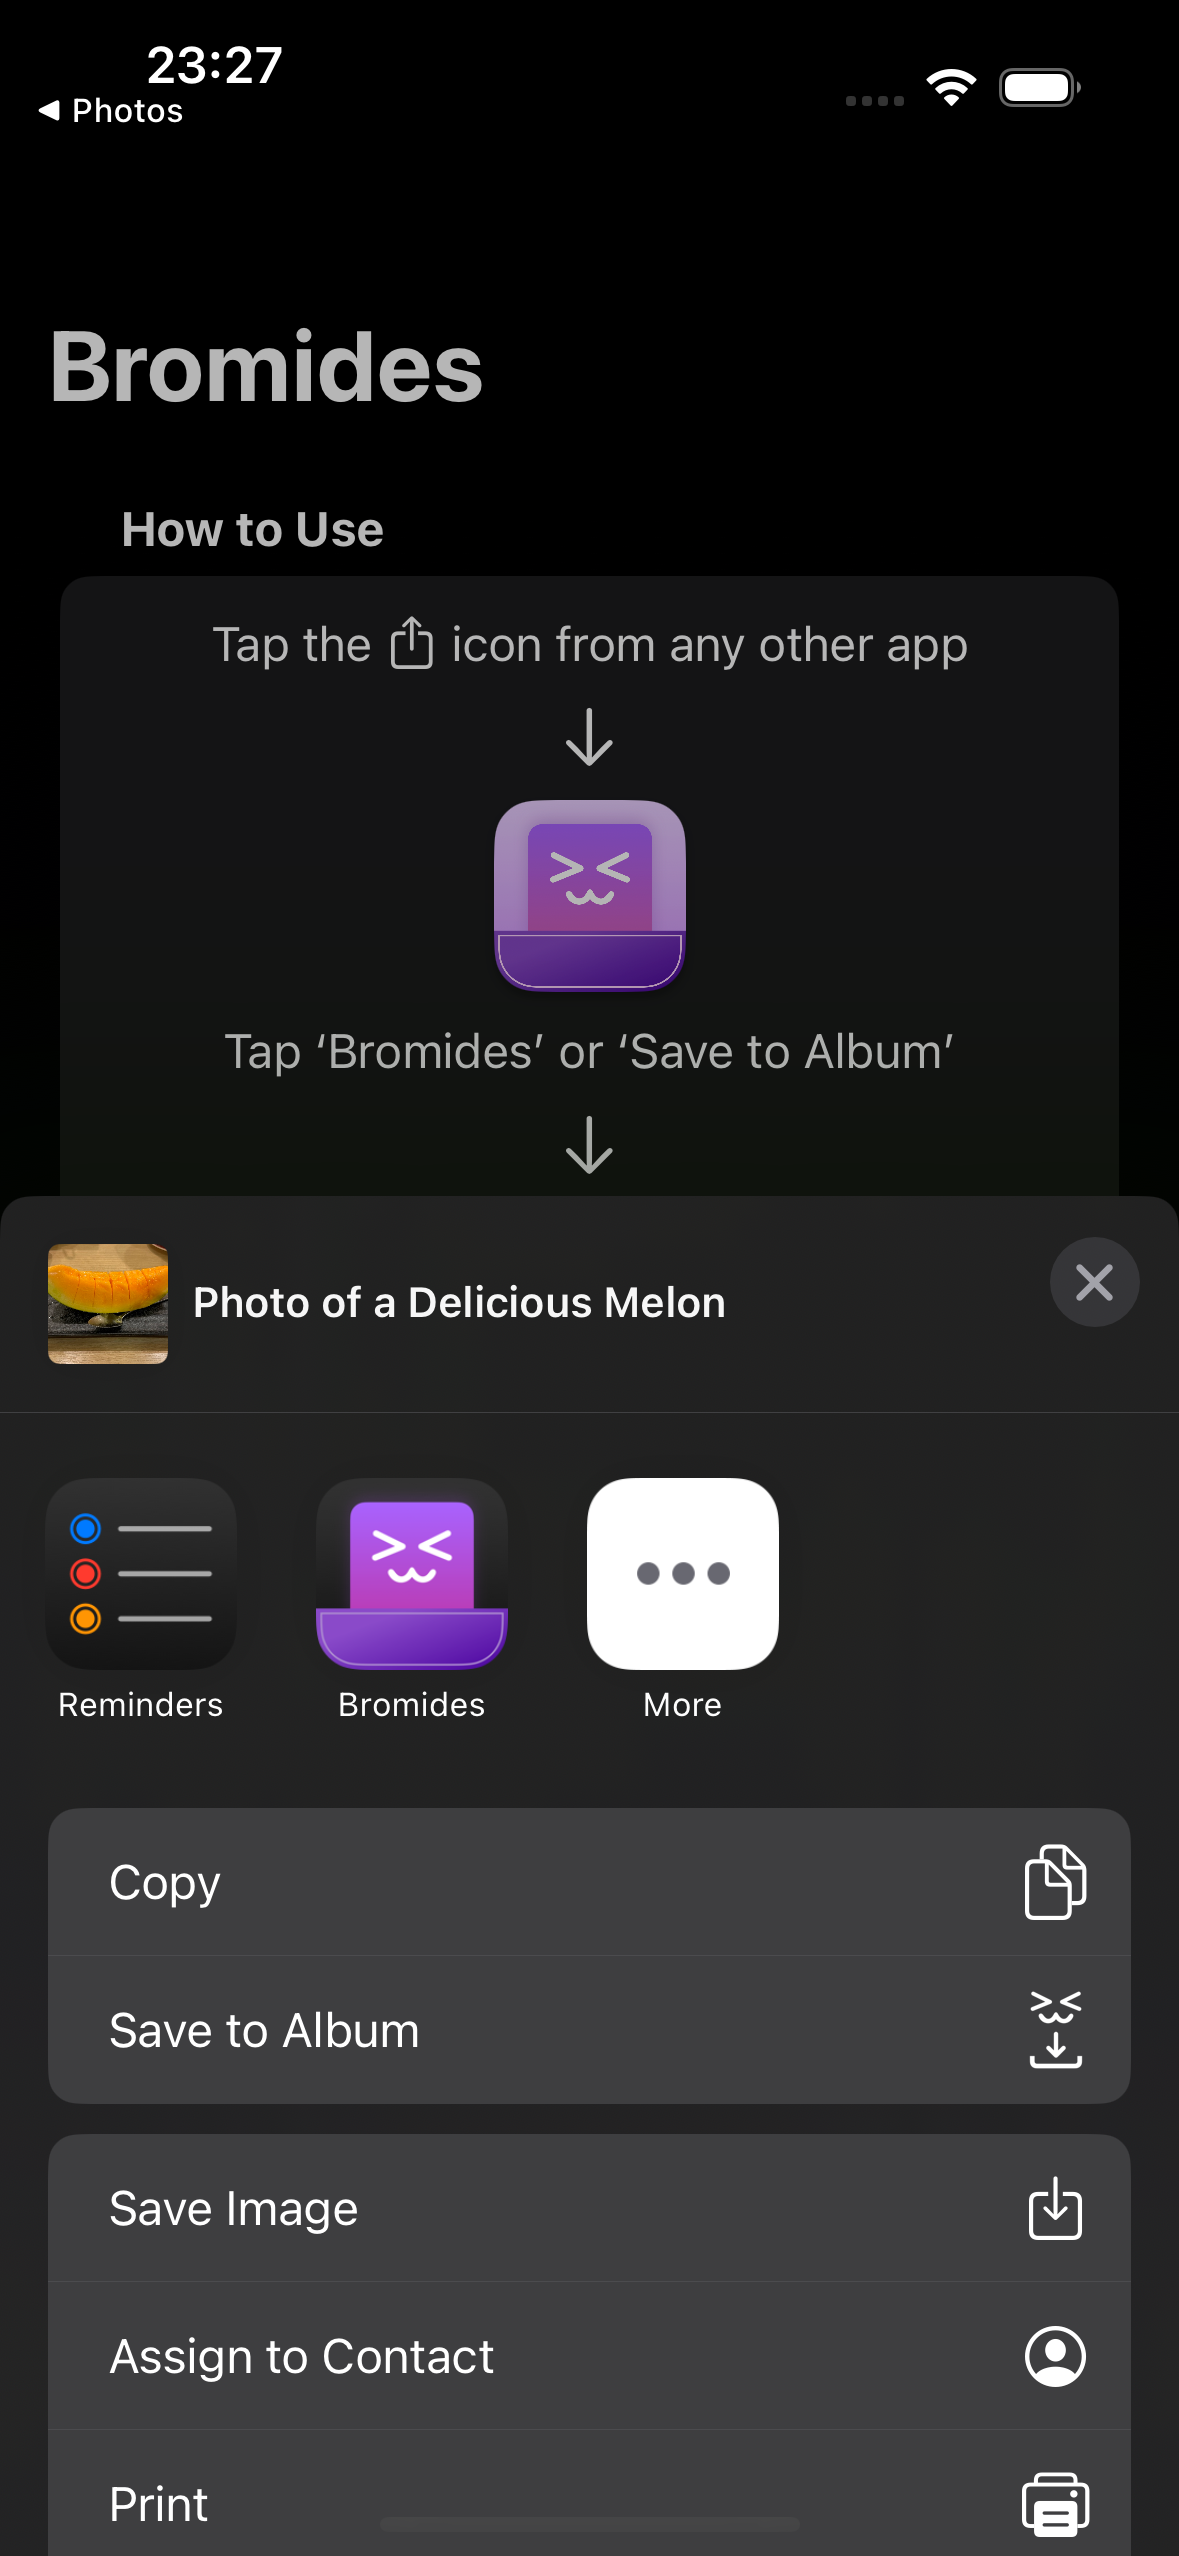 23:27
◀ Photos
Bromides
How to Use
Tap the icon from any other app
Tap ‘Bromides’ or ‘Save to Album’
Photo of a Delicious Melon
Reminders
Bromides
More
Copy
Save to Album
Save Image
Assign to Contact
Print